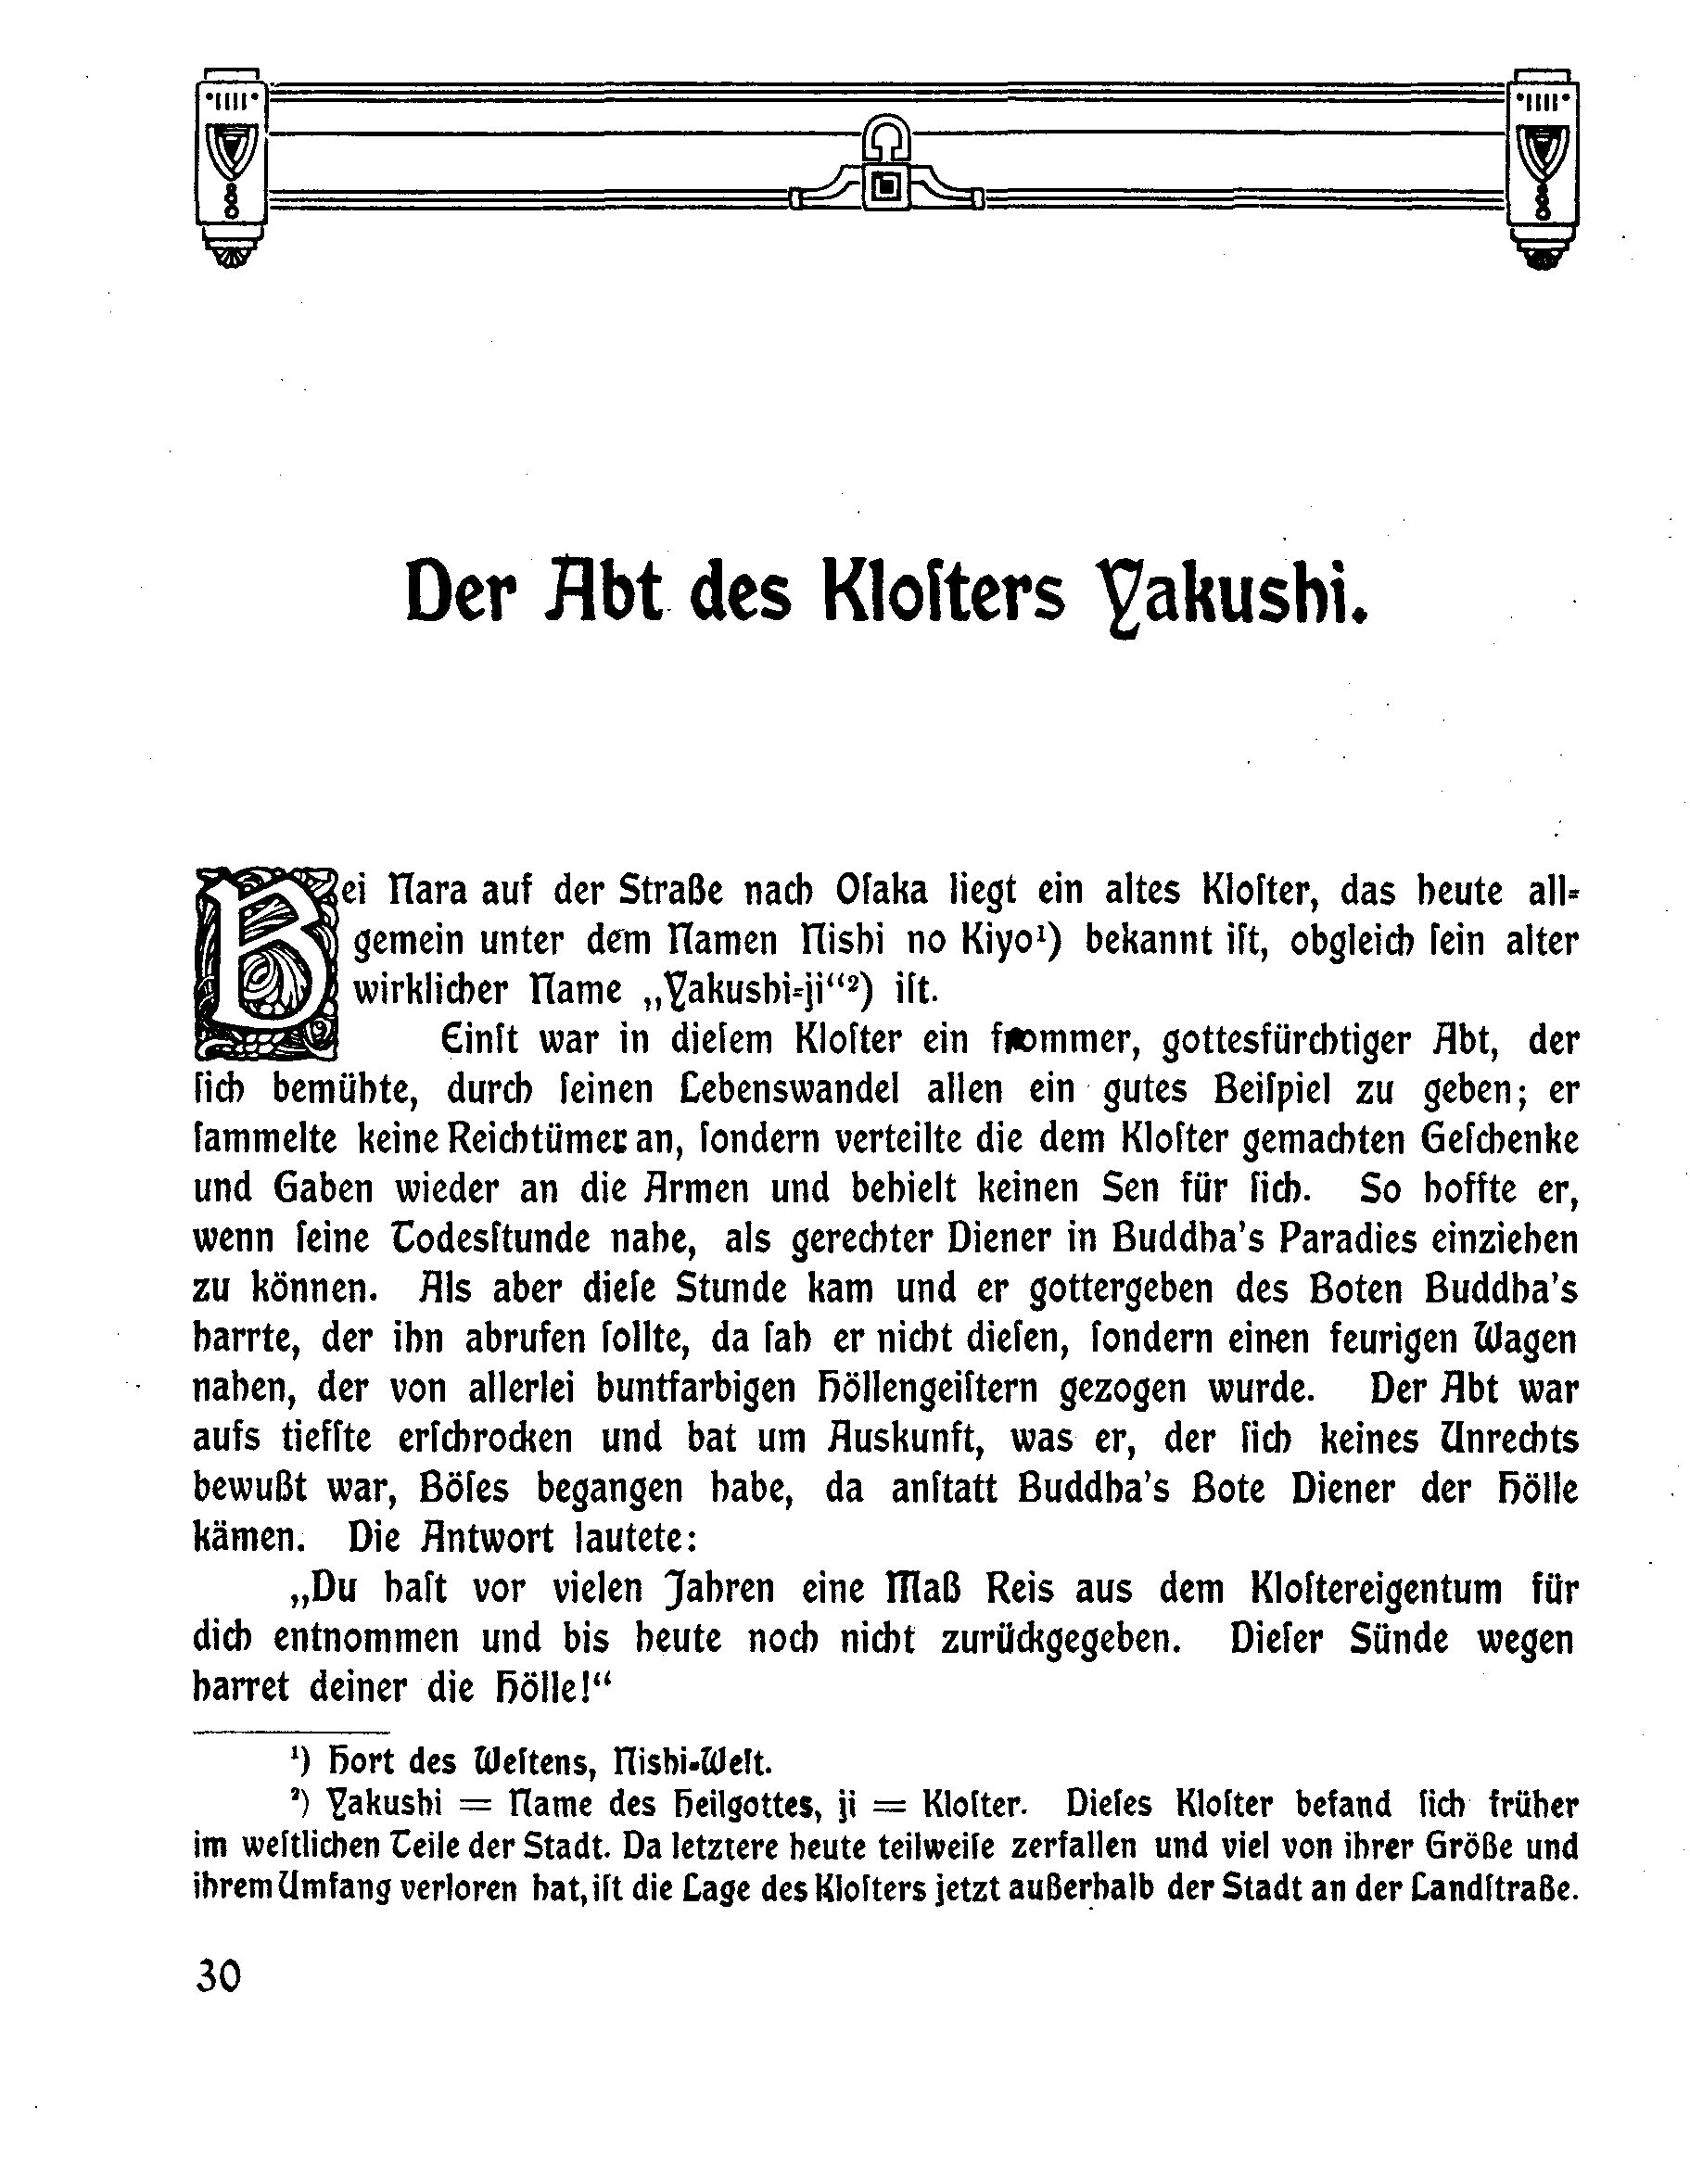 Der Abt des Kloſters Yakushi.
Bei Nara auf der Straße nach Oſaka liegt ein altes Kloſter, das heute all-
gemein unter dem Namen Nishi no Kiyo¹) bekannt iſt, obgleich ſein alter
wirklicher Name „Yakushi-ji“²) iſt.
Einſt war in dieſem Kloſter ein frommer, gottesfürchtiger Abt, der
ſich bemühte, durch ſeinen Lebenswandel allen ein gutes Beiſpiel zu geben; er
ſammelte keine Reichtümer an, ſondern verteilte die dem Kloſter gemachten Geſchenke
und Gaben wieder an die Armen und behielt keinen Sen für ſich. So hoffte er,
wenn ſeine Todesſtunde nahe, als gerechter Diener in Buddha's Paradies einziehen
zu können. Als aber dieſe Stunde kam und er gottergeben des Boten Buddha's
harrte, der ihn abrufen ſollte, da ſah er nicht dieſen, ſondern einen feurigen Wagen
nahen, der von allerlei buntfarbigen Höllengeiſtern gezogen wurde. Der Abt war
aufs tiefſte erſchrocken und bat um Auskunft, was er, der ſich keines Unrechts
bewußt war, Böſes begangen habe, da anſtatt Buddha's Bote Diener der Hölle
kämen. Die Antwort lautete:
„Du haſt vor vielen Jahren eine Maß Reis aus dem Kloſtereigentum für
dich entnommen und bis heute noch nicht zurückgegeben. Dieſer Sünde wegen
harret deiner die Hölle!“
¹) Hort des Weſtens, Nishi-Weſt.
²) Yakushi = Name des Heilgottes, ji = Kloſter. Dieſes Kloſter befand ſich früher
im weſtlichen Teile der Stadt. Da letztere heute teilweiſe zerfallen und viel von ihrer Größe und
ihrem Umfang verloren hat, iſt die Lage des Kloſters jetzt außerhalb der Stadt an der Landſtraße.
30